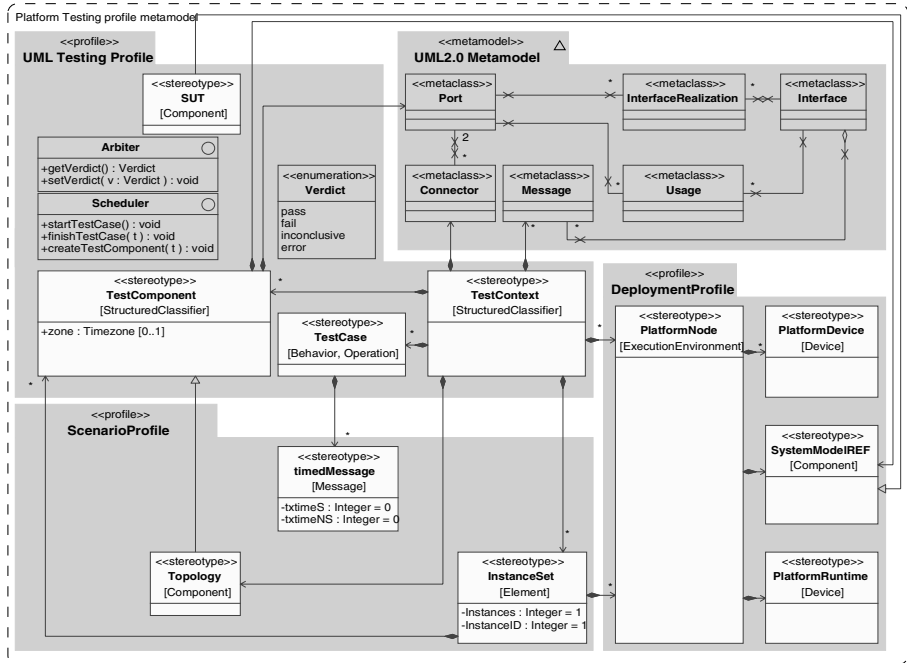 Platform Testing profile metamodel
<<profile>>
UML Testing Profile
<<stereotype>>
SUT
[Component]
Arbiter
+getVerdict() : Verdict
+setVerdict( v : Verdict ) : void
Scheduler
+startTestCase() : void
+finishTestCase( t ) : void
+createTestComponent( t ) : void
<<enumeration>>
Verdict
pass
fail
inconclusive
error
<<metamodel>>
UML2.0 Metamodel
<<metaclass>>
Port
*
<<metaclass>>
InterfaceRealization
*
<<metaclass>>
Interface
2
*
<<metaclass>>
Connector
<<metaclass>>
Message
*
<<metaclass>>
Usage
*
*
*
<<stereotype>>
TestComponent
[StructuredClassifier]
+zone : Timezone [0..1]
*
*
<<stereotype>>
TestContext
[StructuredClassifier]
<<stereotype>>
TestCase
[Behavior, Operation]
*
*
<<profile>>
DeploymentProfile
*
<<stereotype>>
PlatformNode
[ExecutionEnvironment]
*
<<stereotype>>
PlatformDevice
[Device]
<<stereotype>>
SystemModelREF
[Component]
<<stereotype>>
PlatformRuntime
[Device]
<<profile>>
ScenarioProfile
<<stereotype>>
timedMessage
[Message]
-txtimeS : Integer = 0
-txtimeNS : Integer = 0
<<stereotype>>
Topology
[Component]
*
<<stereotype>>
InstanceSet
[Element]
-Instances : Integer = 1
-InstanceID : Integer = 1
*